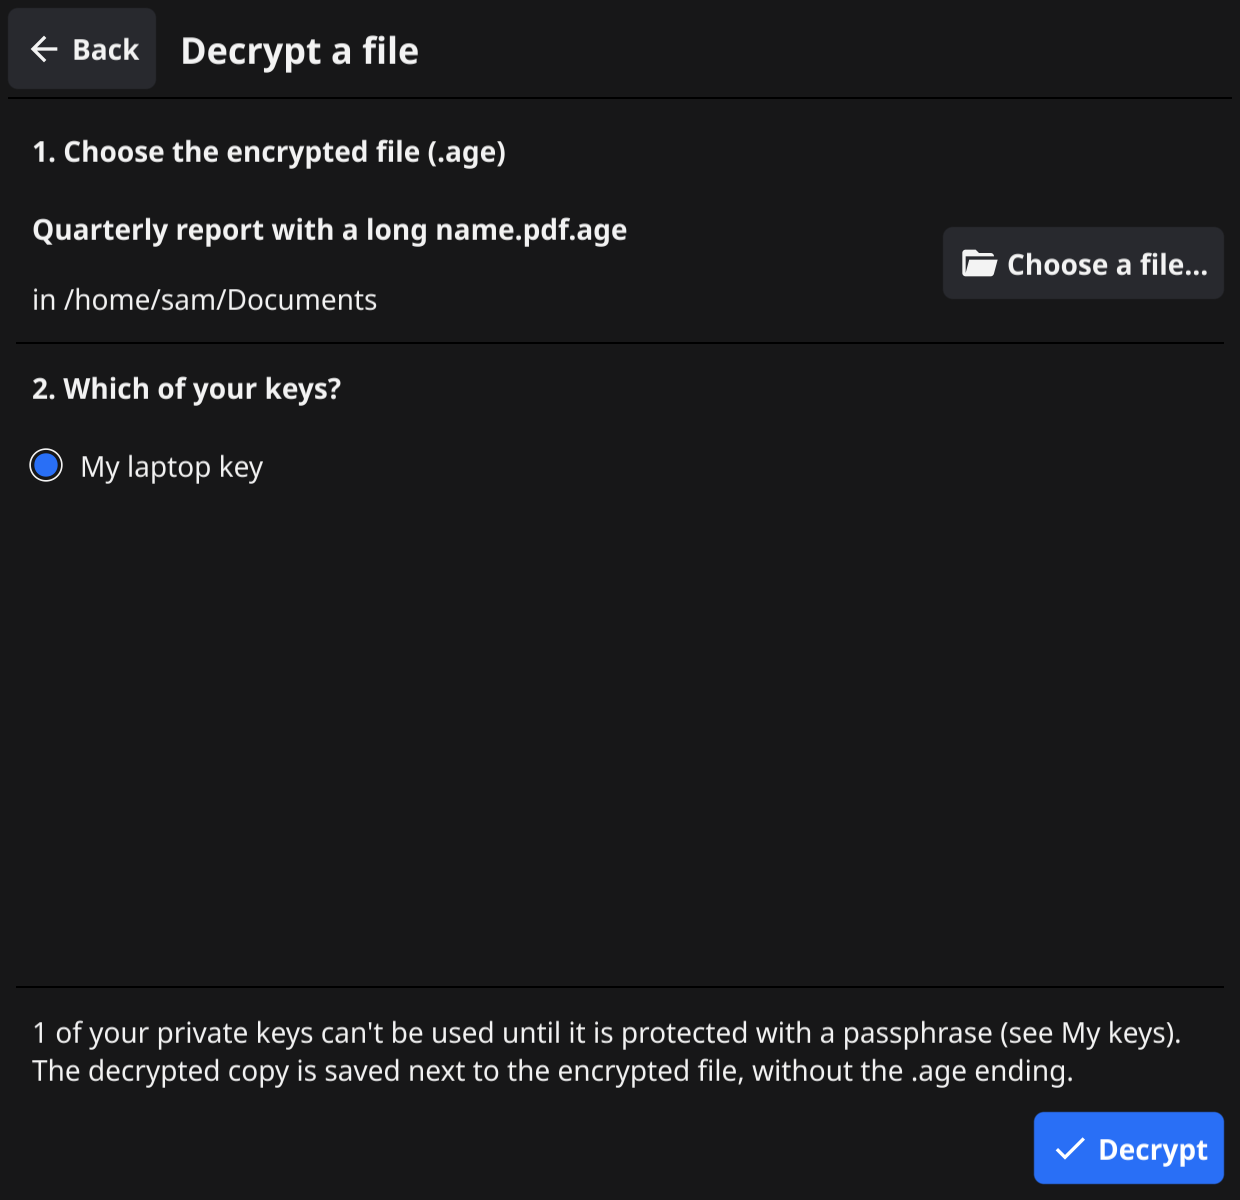 Back
Decrypt a file
1. Choose the encrypted file (.age)
Quarterly report with a long name.pdf.age
in /home/sam/Documents
Choose a file...
2. Which of your keys?
My laptop key
1 of your private keys can't be used until it is protected with a passphrase (see My keys).
The decrypted copy is saved next to the encrypted file, without the .age ending.
Decrypt